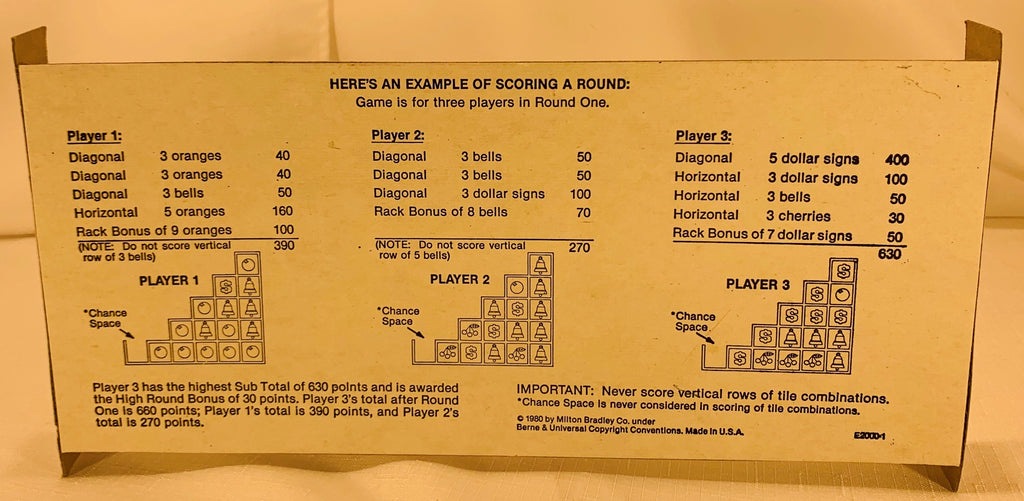 HERE'S AN EXAMPLE OF SCORING A ROUND:
Game is for three players in Round One.
Player 1:
Diagonal 3 oranges 40
Diagonal 3 oranges 40
Diagonal 3 bells 50
Horizontal 5 oranges 160
Rack Bonus of 9 oranges 100
(NOTE: Do not score vertical 390
row of 3 bells)
PLAYER 1
*Chance
Space
Player 2:
Diagonal 3 bells 50
Diagonal 3 bells 50
Diagonal 3 dollar signs 100
Rack Bonus of 8 bells 70
(NOTE: Do not score vertical 270
row of 5 bells)
PLAYER 2
*Chance
Space
Player 3:
Diagonal 5 dollar signs 400
Horizontal 3 dollar signs 100
Horizontal 3 bells 50
Horizontal 3 cherries 30
Rack Bonus of 7 dollar signs 50
630
PLAYER 3
*Chance
Space.
Player 3 has the highest Sub Total of 630 points and is awarded
the High Round Bonus of 30 points. Player 3's total after Round
One is 660 points; Player 1's total is 390 points, and Player 2's
total is 270 points.
IMPORTANT: Never score vertical rows of tile combinations.
*Chance Space is never considered in scoring of tile combinations.
© 1980 by Milton Bradley Co. under
Berne & Universal Copyright Conventions. Made in U.S.A.
E2000-1